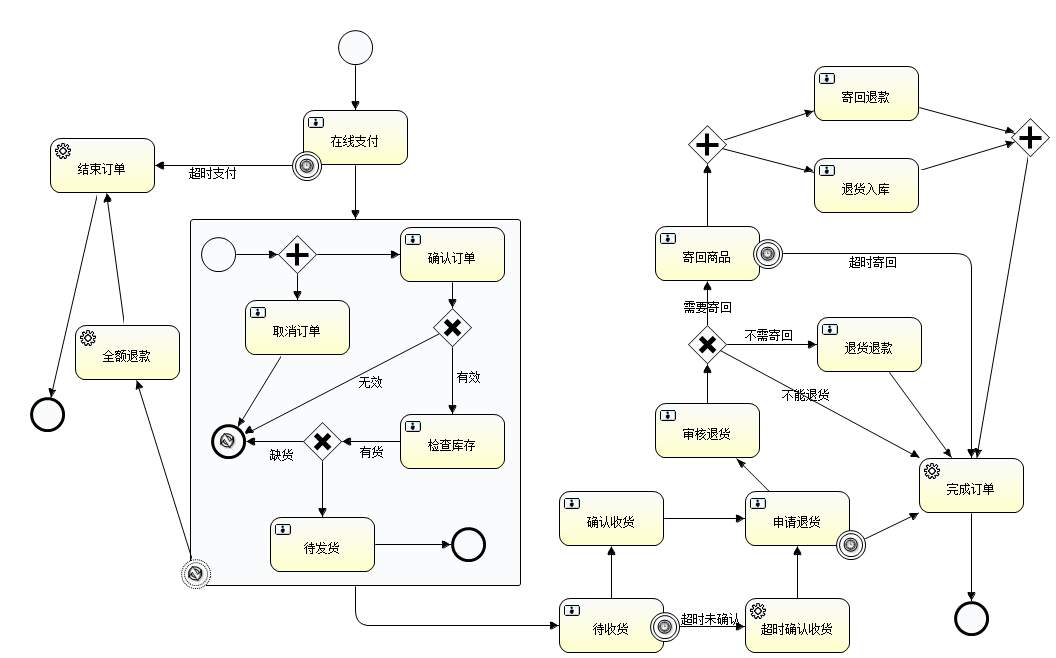 寄回退款
在线支付
结束订单
超时支付
退货入库
确认订单
寄回商品
超时寄回
需要寄回
取消订单
不需寄回
退货退款
全额退款
无效
有效
不能退货
审核退货
检查库存
缺货
有货
完成订单
确认收货
申请退货
待发货
超时未确认
待收货
超时确认收货